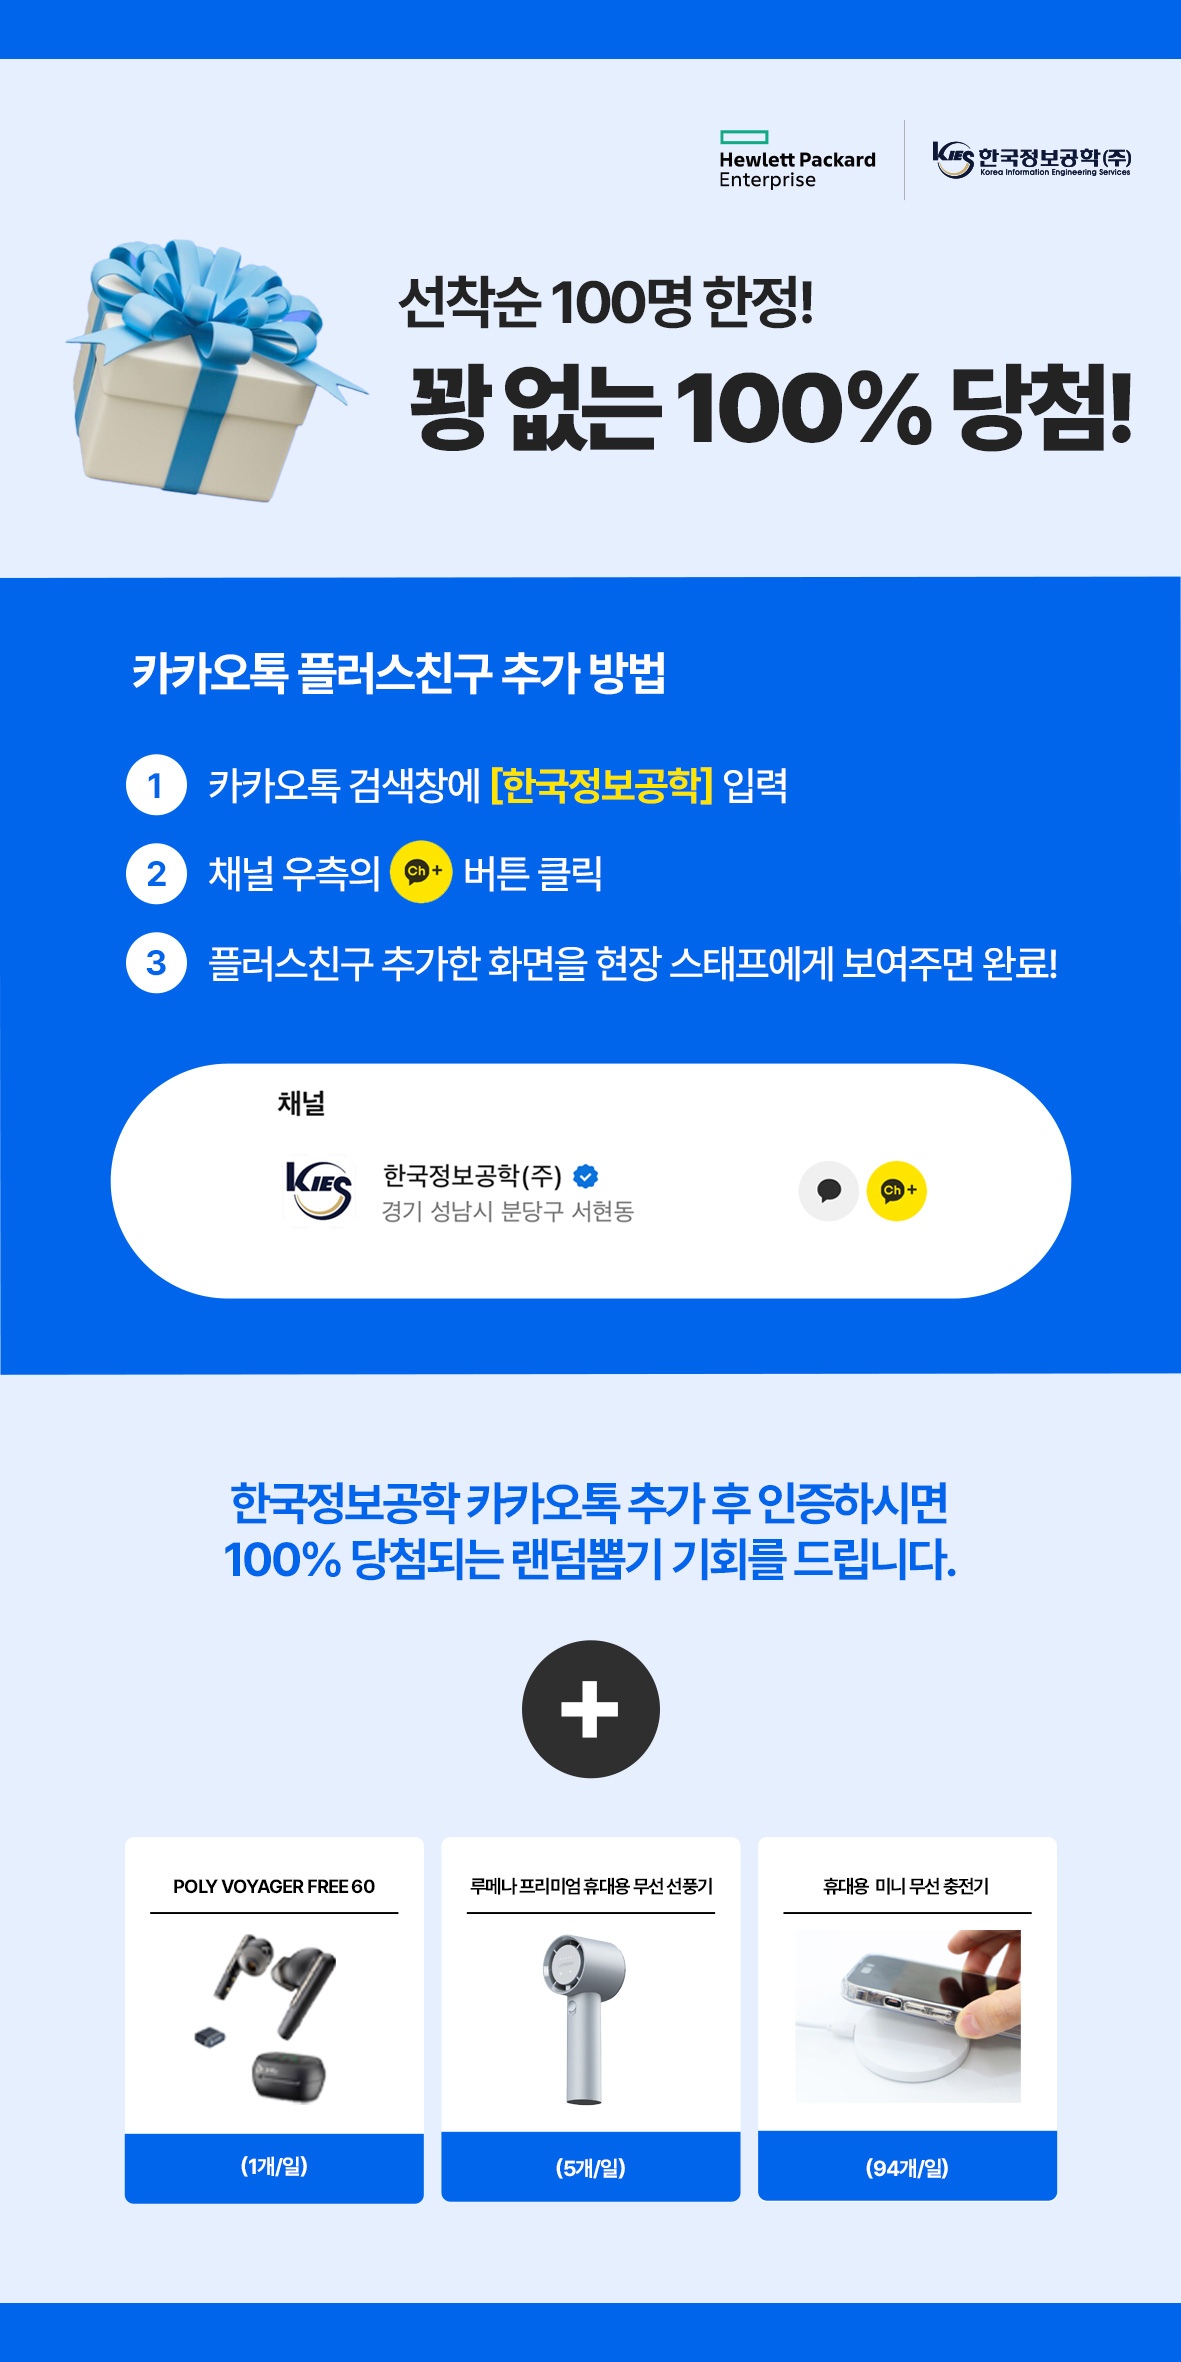 Hewlett Packard
Enterprise
KIES 한국정보공학(주)
Korea Information Engineering Services
선착순 100명 한정!
꽝 없는 100% 당첨!
카카오톡 플러스친구 추가 방법
1 카카오톡 검색창에 [한국정보공학] 입력
2 채널 우측의 Ch+ 버튼 클릭
3 플러스친구 추가한 화면을 현장 스태프에게 보여주면 완료!
채널
KIES 한국정보공학(주)
경기 성남시 분당구 서현동
Ch+
한국정보공학 카카오톡 추가 후 인증하시면
100% 당첨되는 랜덤뽑기 기회를 드립니다.
POLY VOYAGER FREE 60
(1개/일)
루메나 프리미엄 휴대용 무선 선풍기
(5개/일)
휴대용 미니 무선 충전기
(94개/일)